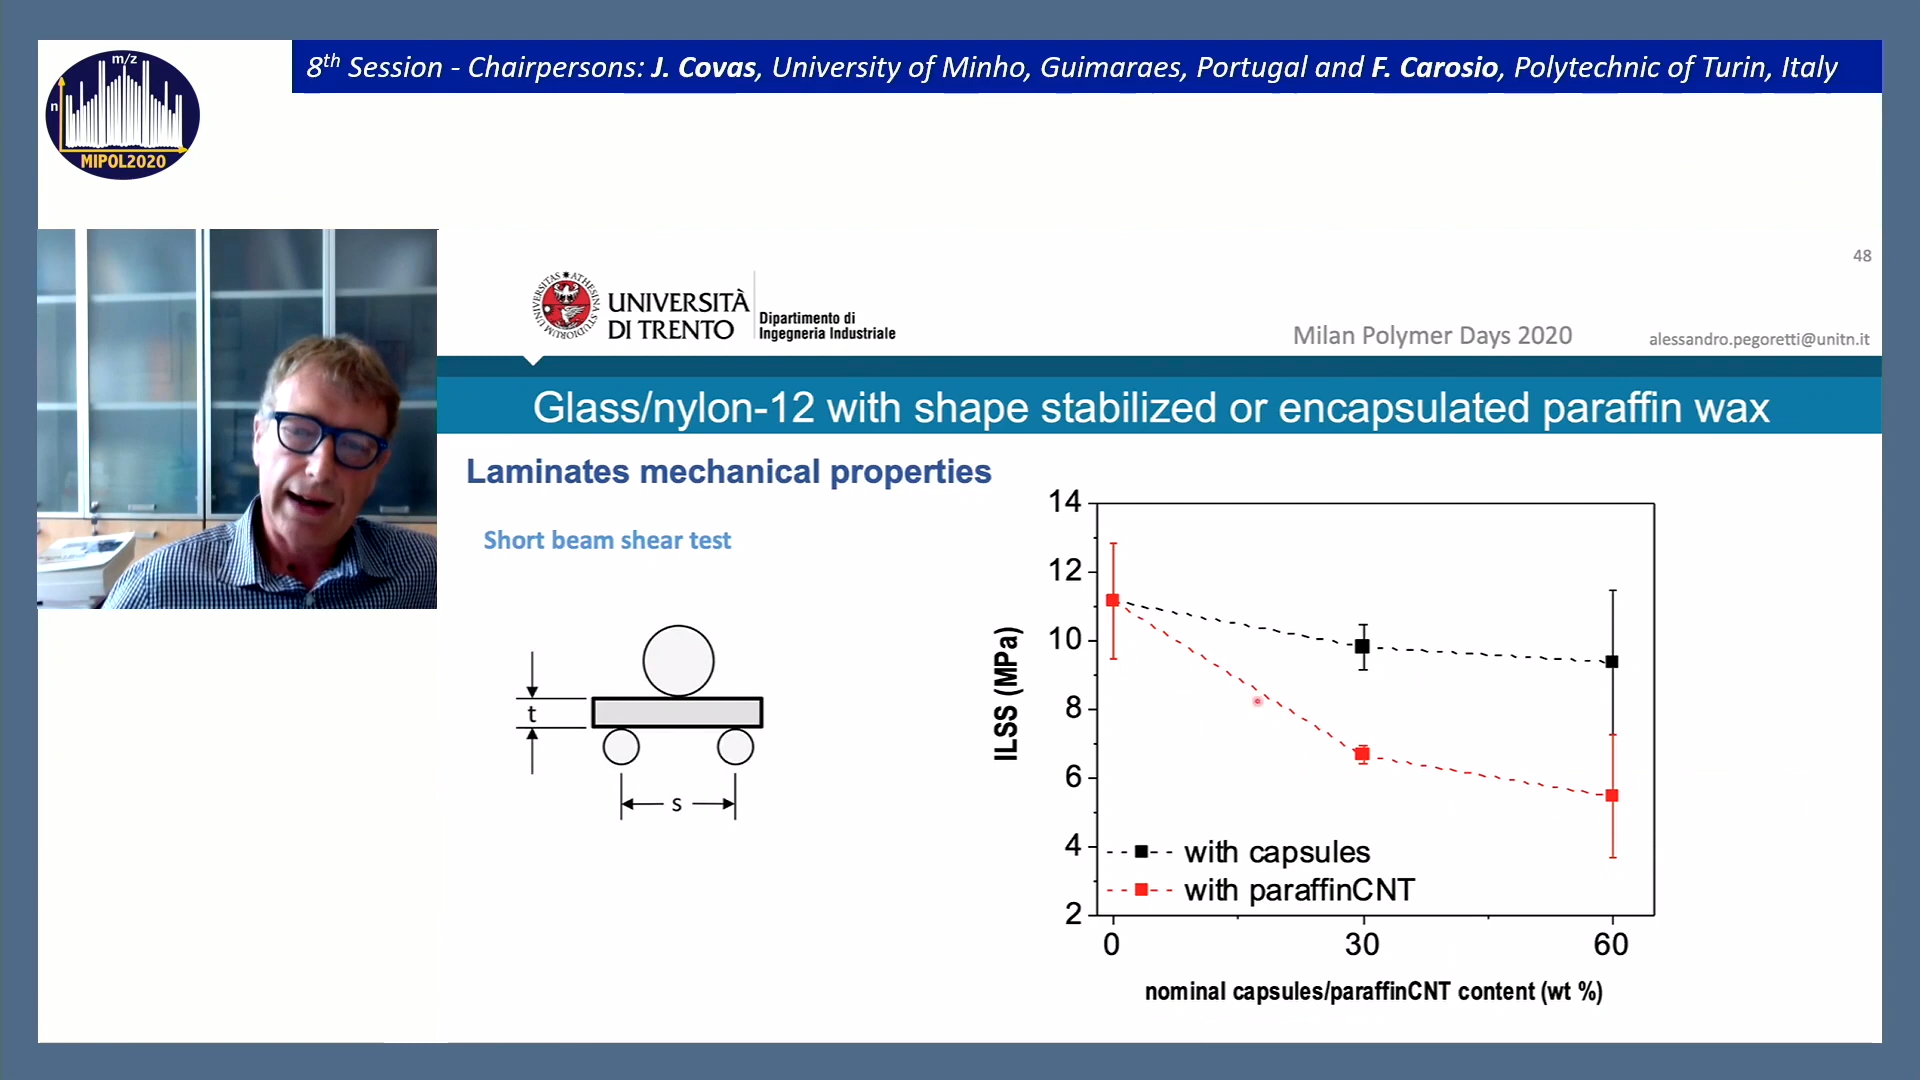 8th Session - Chairpersons: J. Covas, University of Minho, Guimaraes, Portugal and F. Carosio, Polytechnic of Turin, Italy
m/z
n
MIPOL2020
48
UNIVERSITÀ
DI TRENTO
Dipartimento di
Ingegneria Industriale
Milan Polymer Days 2020
alessandro.pegoretti@unitn.it
Glass/nylon-12 with shape stabilized or encapsulated paraffin wax
Laminates mechanical properties
Short beam shear test
t
s
14
12
10
8
6
4
2
ILSS (MPa)
with capsules
with paraffinCNT
0 30 60
nominal capsules/paraffinCNT content (wt %)